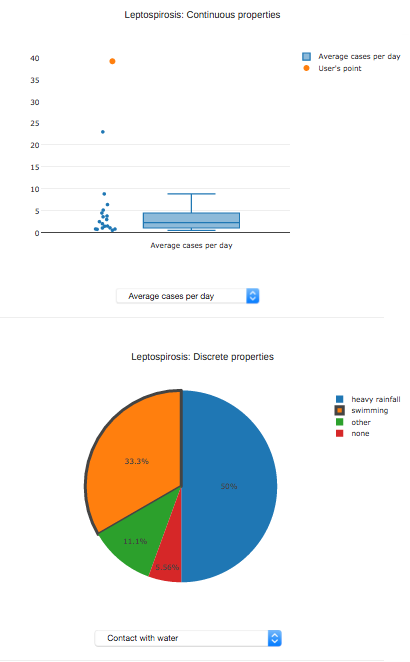 Leptospirosis: Continuous properties
40
35
30
25
20
15
10
5
0
Average cases per day
Average cases per day
User's point
Average cases per day
Leptospirosis: Discrete properties
33.3%
50%
11.1%
5.56%
heavy rainfall
swimming
other
none
Contact with water